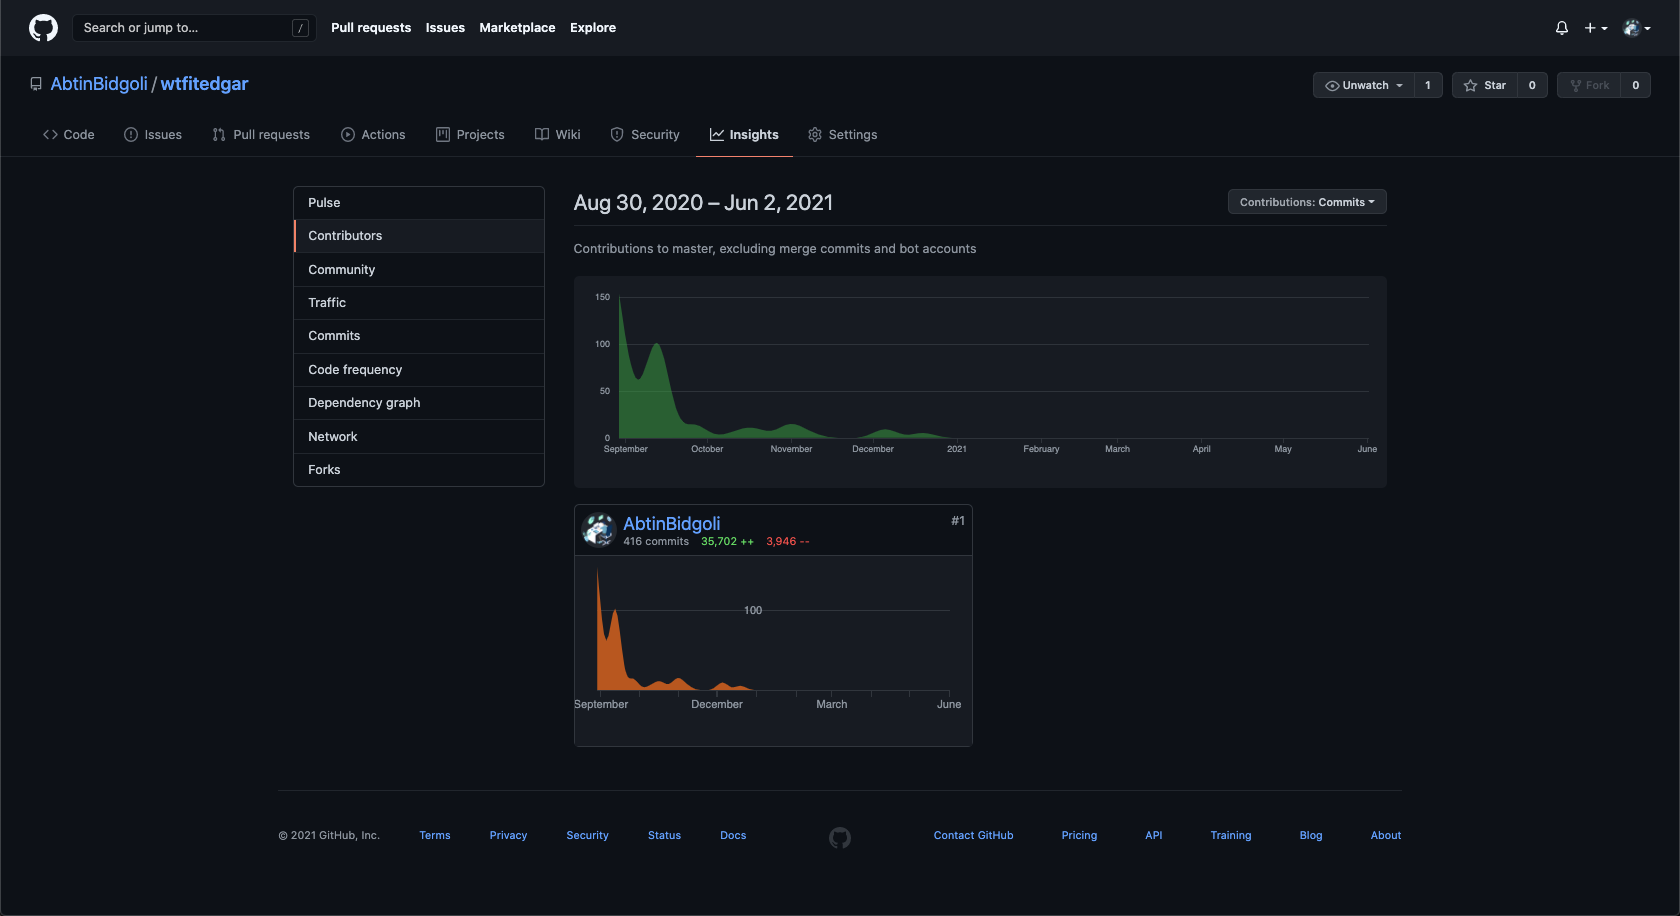 Search or jump to... /
Pull requests Issues Marketplace Explore
AbtinBidgoli / wtfitedgar
Unwatch 1 Star 0 Fork 0
Code Issues Pull requests Actions Projects Wiki Security Insights Settings
Pulse
Contributors
Community
Traffic
Commits
Code frequency
Dependency graph
Network
Forks
Aug 30, 2020 – Jun 2, 2021
Contributions: Commits
Contributions to master, excluding merge commits and bot accounts
150
100
50
0
September October November December 2021 February March April May June
AbtinBidgoli #1
416 commits 35,702 ++ 3,946 --
100
September December March June
© 2021 GitHub, Inc. Terms Privacy Security Status Docs Contact GitHub Pricing API Training Blog About